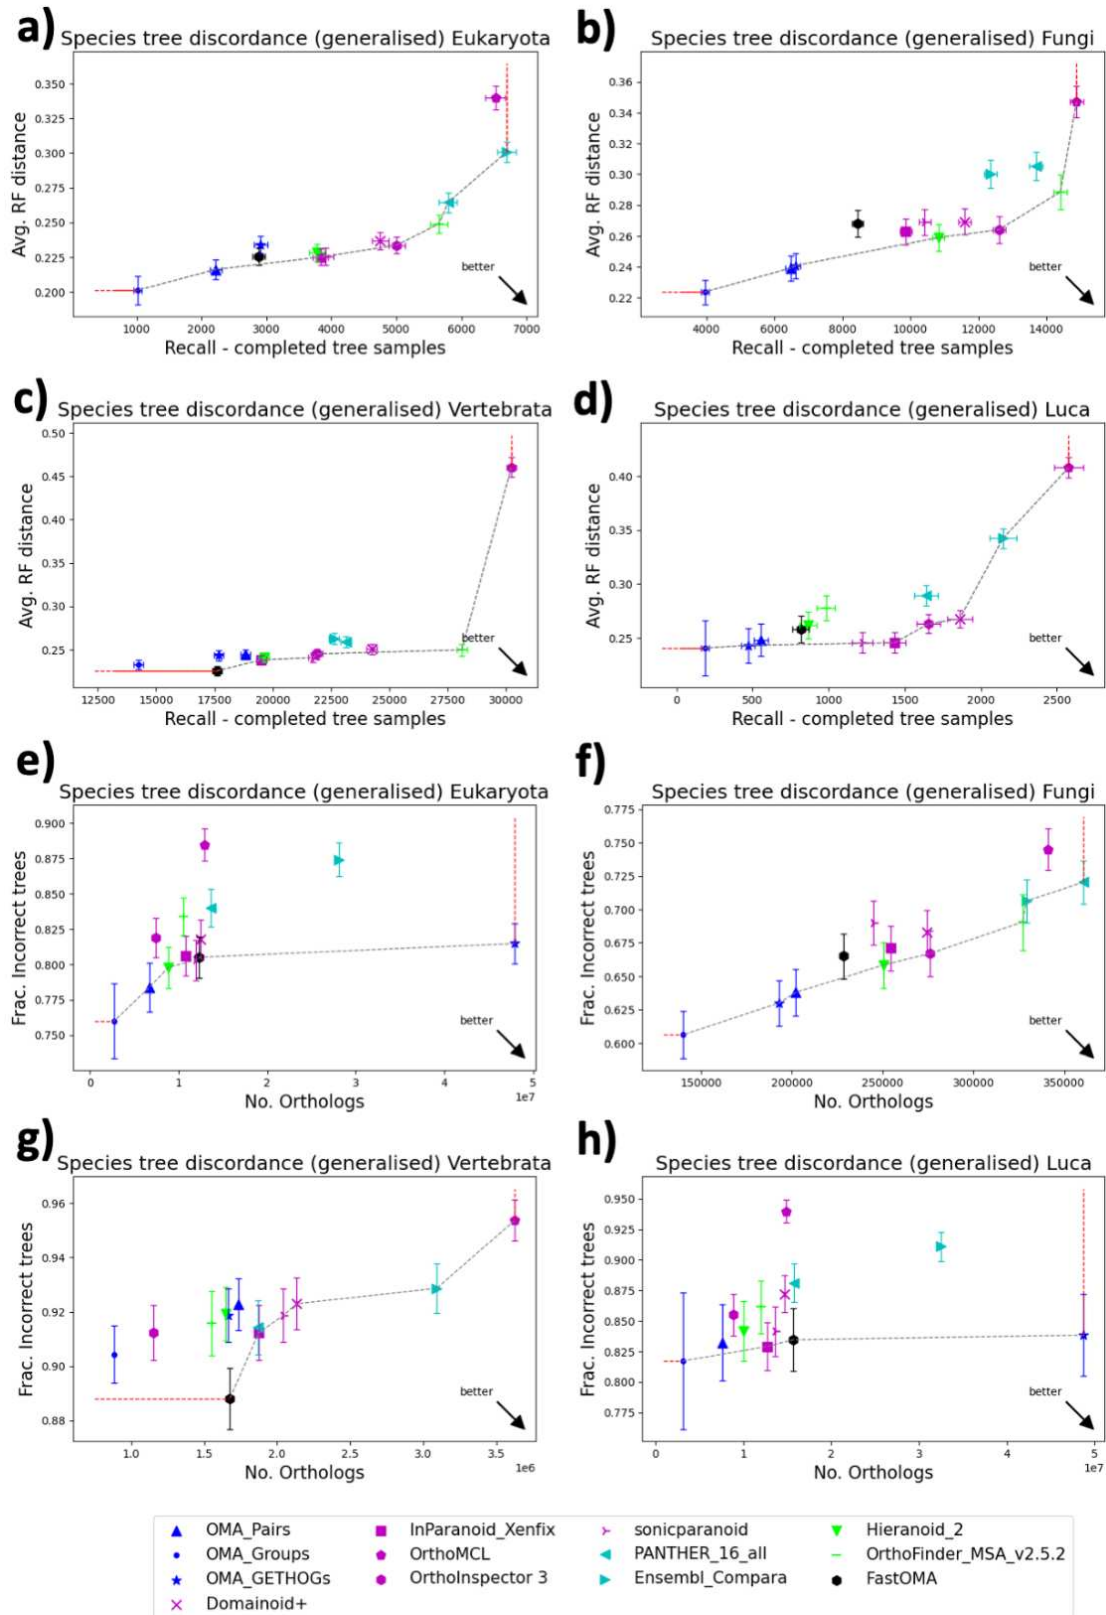 a) Species tree discordance (generalised) Eukaryota
Avg. RF distance
0.350
0.325
0.300
0.275
0.250
0.225
0.200
better
1000 2000 3000 4000 5000 6000 7000
Recall - completed tree samples
b) Species tree discordance (generalised) Fungi
Avg. RF distance
0.36
0.34
0.32
0.30
0.28
0.26
0.24
0.22
better
4000 6000 8000 10000 12000 14000
Recall - completed tree samples
c) Species tree discordance (generalised) Vertebrata
Avg. RF distance
0.50
0.45
0.40
0.35
0.30
0.25
better
12500 15000 17500 20000 22500 25000 27500 30000
Recall - completed tree samples
d) Species tree discordance (generalised) Luca
Avg. RF distance
0.40
0.35
0.30
0.25
better
0 500 1000 1500 2000 2500
Recall - completed tree samples
e) Species tree discordance (generalised) Eukaryota
Frac. Incorrect trees
0.900
0.875
0.850
0.825
0.800
0.775
0.750
better
0 1 2 3 4 5
1e7
No. Orthologs
f) Species tree discordance (generalised) Fungi
Frac. Incorrect trees
0.775
0.750
0.725
0.700
0.675
0.650
0.625
0.600
better
150000 200000 250000 300000 350000
No. Orthologs
g) Species tree discordance (generalised) Vertebrata
Frac. Incorrect trees
0.96
0.94
0.92
0.90
0.88
better
1.0 1.5 2.0 2.5 3.0 3.5
1e6
No. Orthologs
h) Species tree discordance (generalised) Luca
Frac. Incorrect trees
0.950
0.925
0.900
0.875
0.850
0.825
0.800
0.775
better
0 1 2 3 4 5
1e7
No. Orthologs
OMA_Pairs
OMA_Groups
OMA_GETHOGs
Domainoid+
InParanoid_Xenfix
OrthoMCL
OrthoInspector 3
sonicparanoid
PANTHER_16_all
Ensembl_Compara
Hieranoid_2
OrthoFinder_MSA_v2.5.2
FastOMA